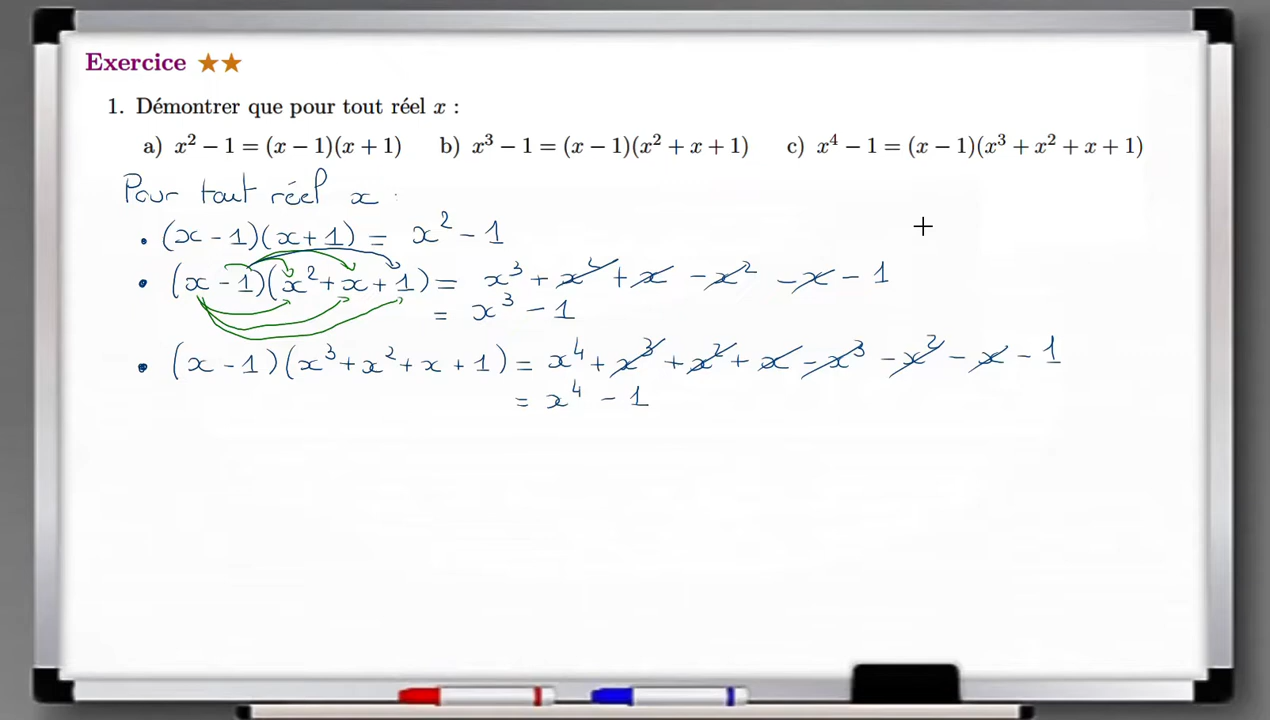 Exercice ★★
1. Démontrer que pour tout réel x :
a) x² − 1 = (x − 1)(x + 1) b) x³ − 1 = (x − 1)(x² + x + 1) c) x⁴ − 1 = (x − 1)(x³ + x² + x + 1)
Pour tout réel x :
• (x − 1)(x + 1) = x² − 1
• (x − 1)(x² + x + 1) = x³ + x² + x − x² − x − 1
= x³ − 1
• (x − 1)(x³ + x² + x + 1) = x⁴ + x³ + x² + x − x³ − x² − x − 1
= x⁴ − 1